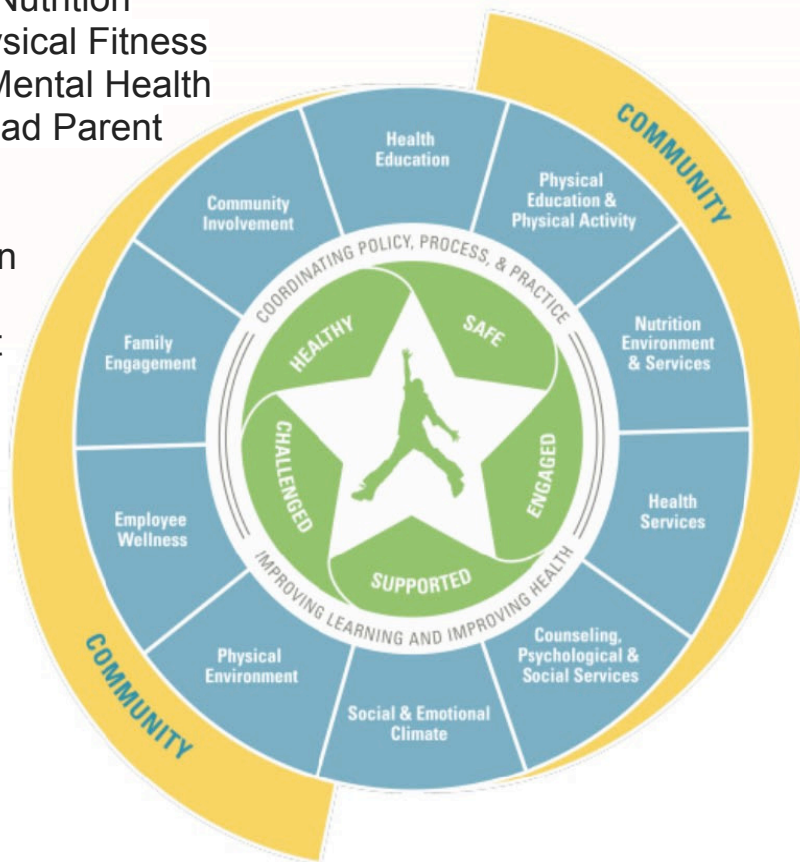 Nutrition
ysical Fitness
Mental Health
ad Parent
n
COMMUNITY
Health
Education
Physical
Education &
Physical Activity
Nutrition
Environment
& Services
Health
Services
Counseling,
Psychological &
Social Services
Social & Emotional
Climate
Physical
Environment
Employee
Wellness
Family
Engagement
Community
Involvement
COORDINATING POLICY, PROCESS, & PRACTICE
IMPROVING LEARNING AND IMPROVING HEALTH
HEALTHY
SAFE
ENGAGED
SUPPORTED
CHALLENGED
COMMUNITY